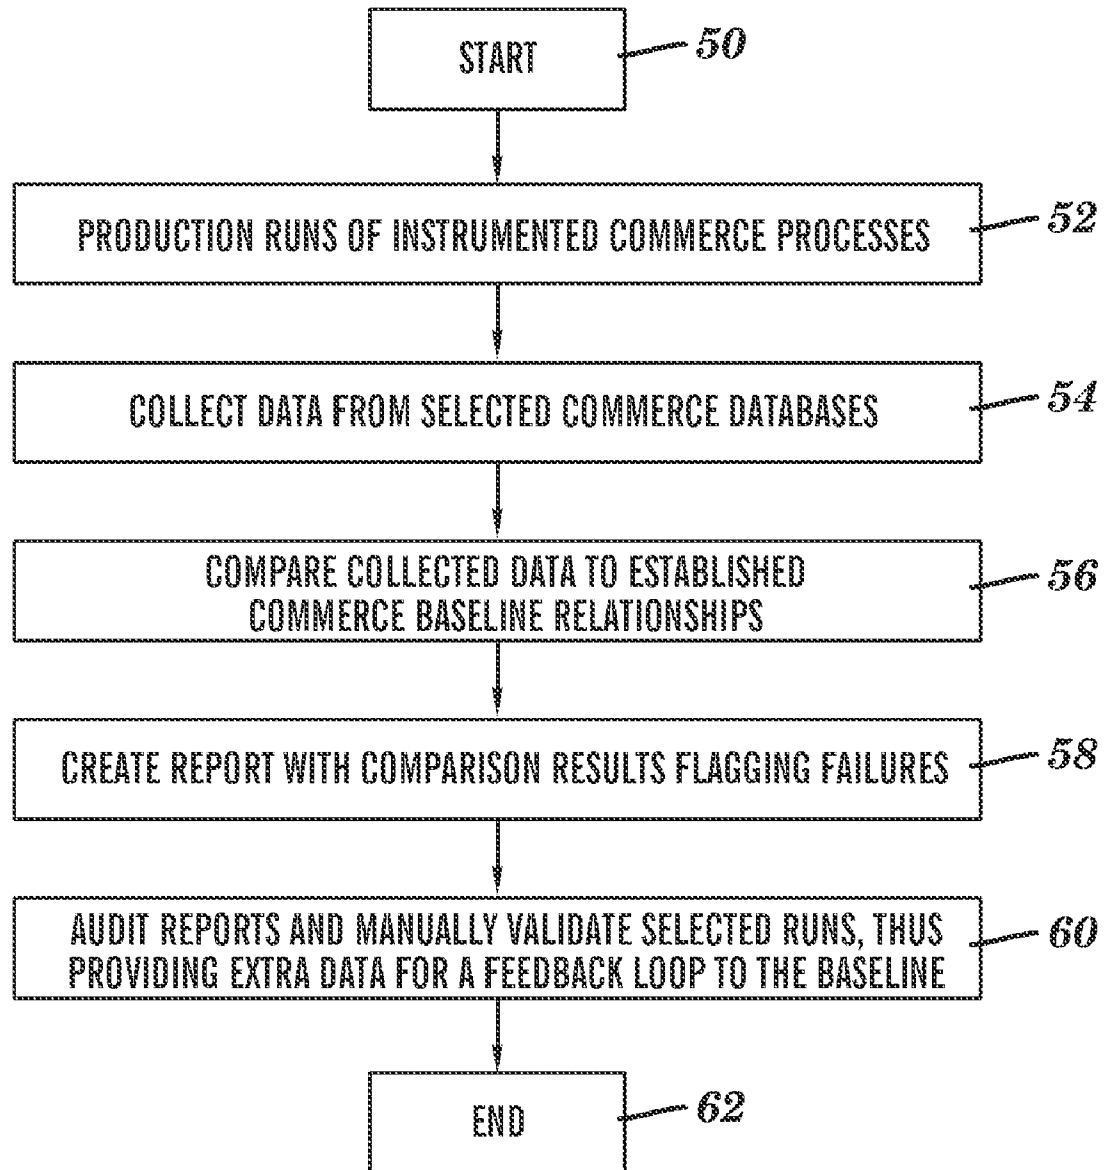 START
50
PRODUCTION RUNS OF INSTRUMENTED COMMERCE PROCESSES
52
COLLECT DATA FROM SELECTED COMMERCE DATABASES
54
COMPARE COLLECTED DATA TO ESTABLISHED
COMMERCE BASELINE RELATIONSHIPS
56
CREATE REPORT WITH COMPARISON RESULTS FLAGGING FAILURES
58
AUDIT REPORTS AND MANUALLY VALIDATE SELECTED RUNS, THUS
PROVIDING EXTRA DATA FOR A FEEDBACK LOOP TO THE BASELINE
60
END
62